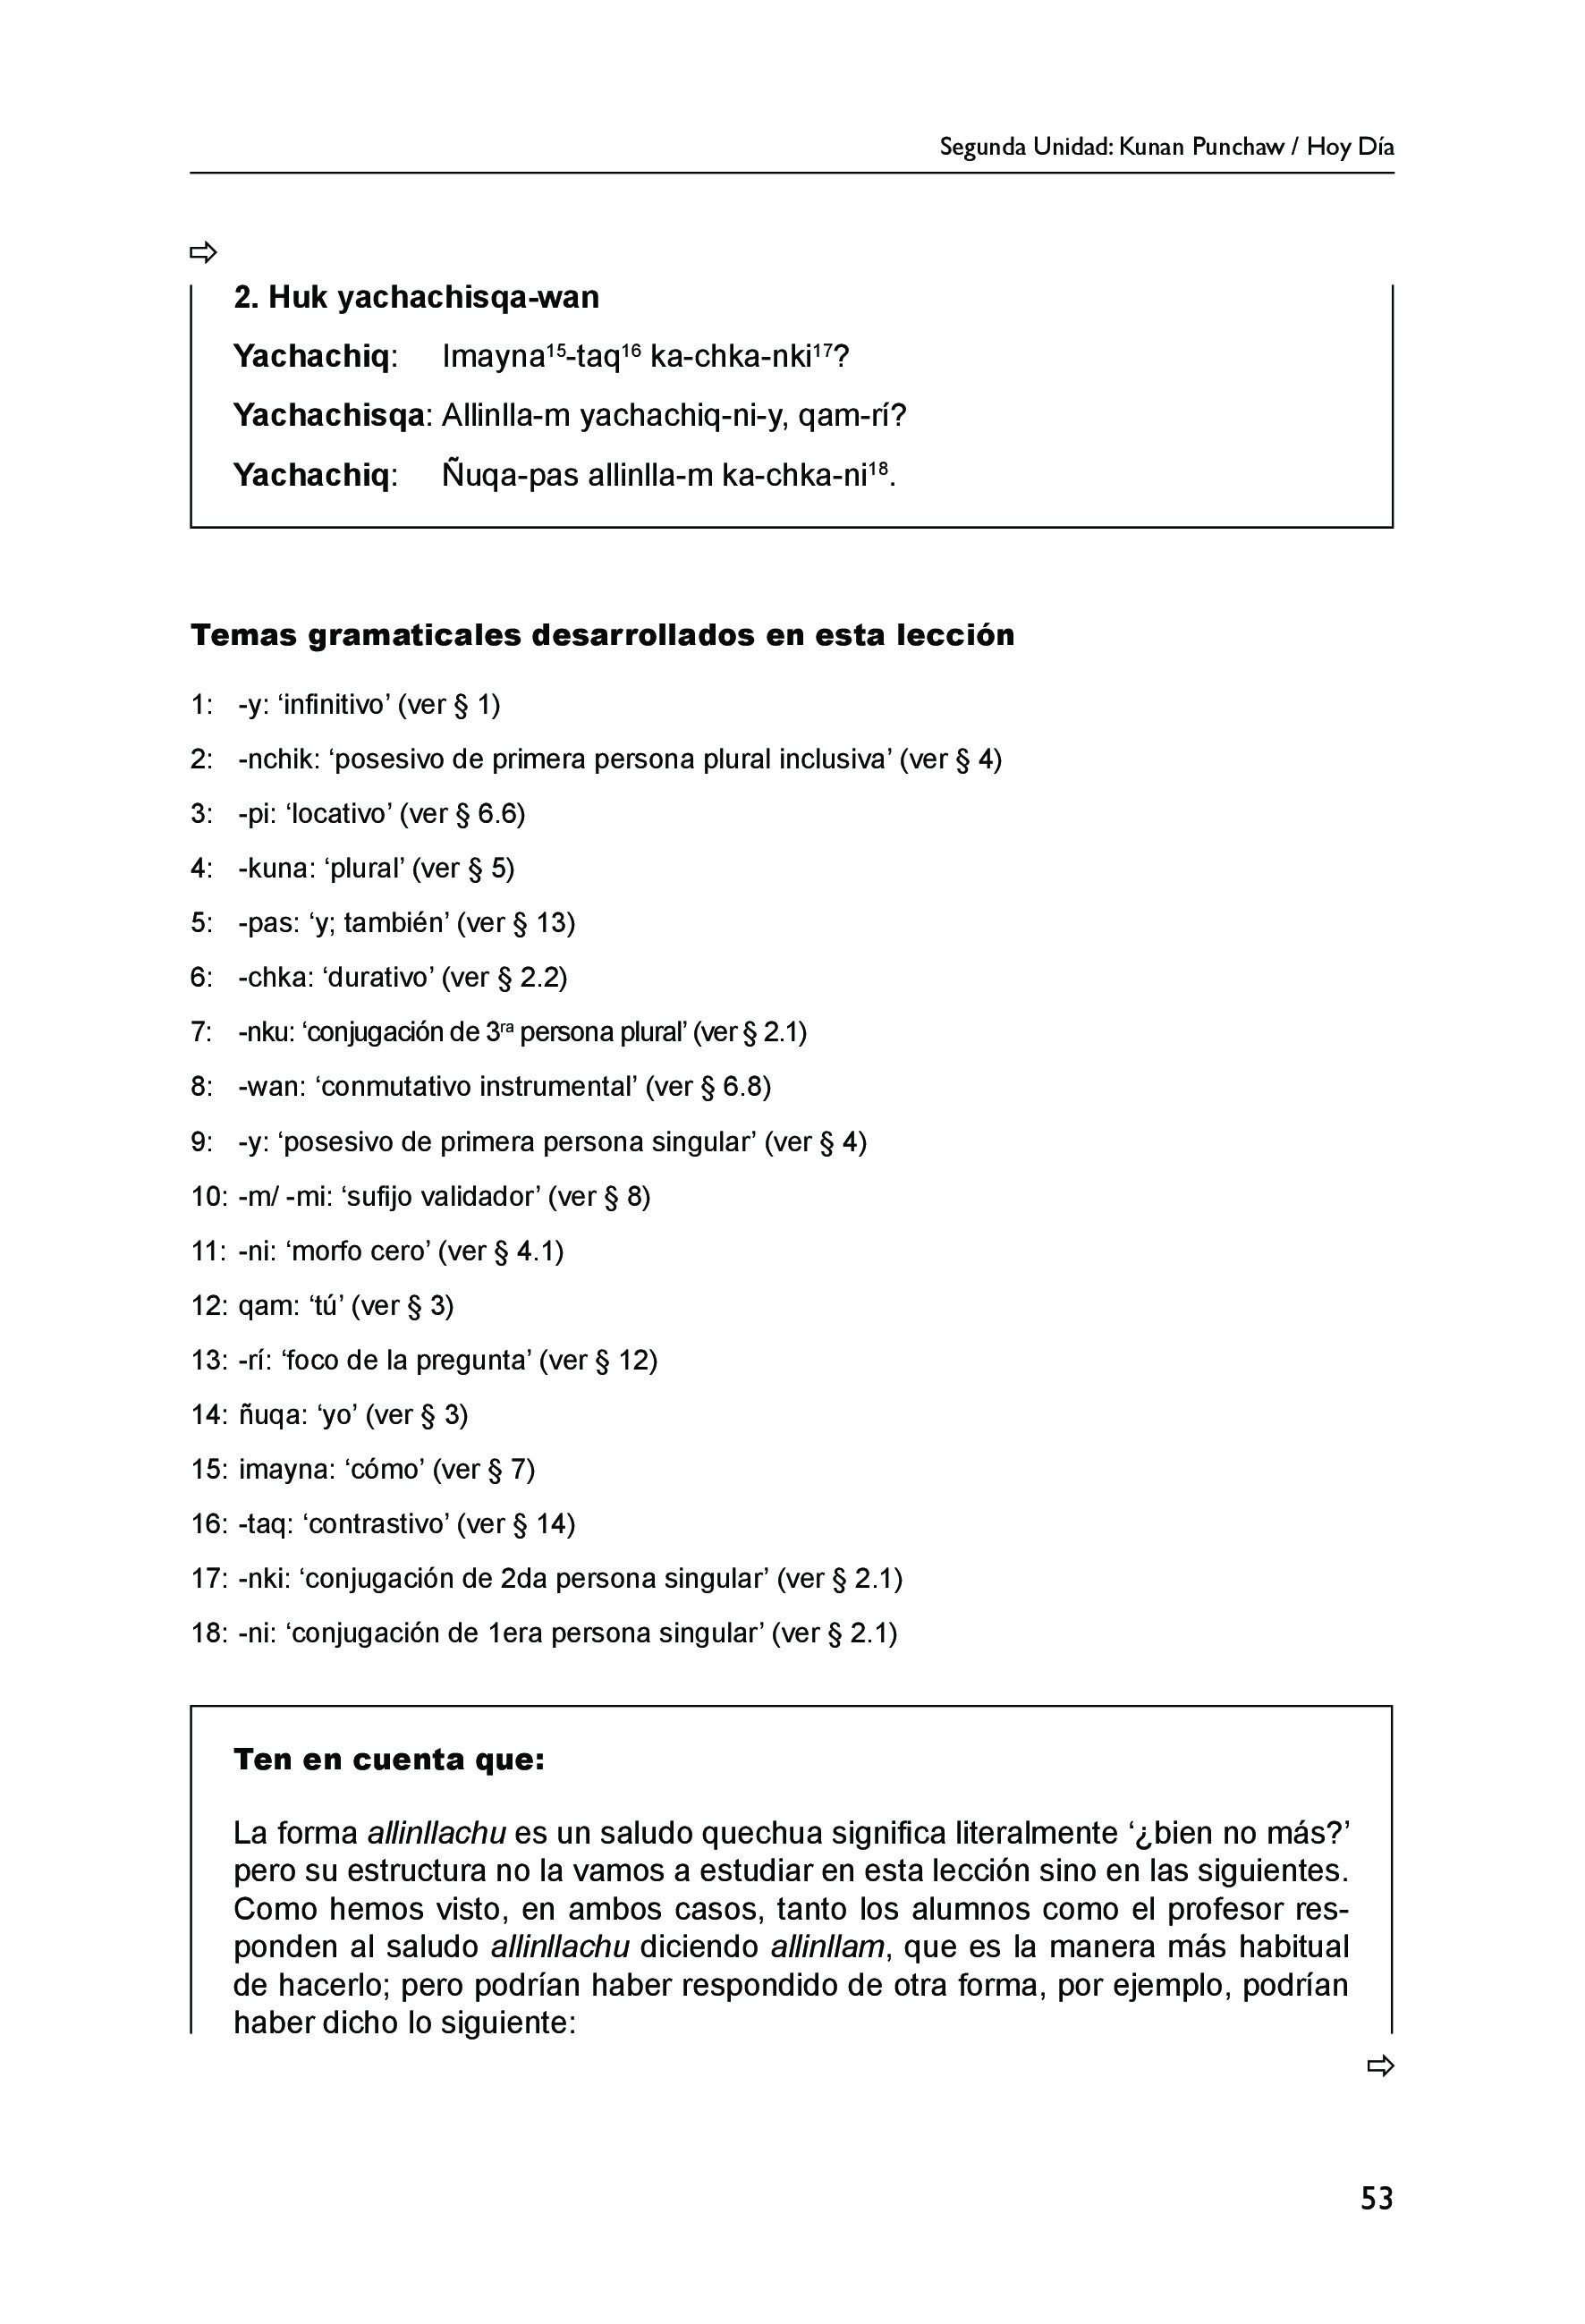 Segunda Unidad: Kunan Punchaw / Hoy Día
⇨
2. Huk yachachisqa-wan
Yachachiq: Imayna¹⁵-taq¹⁶ ka-chka-nki¹⁷?
Yachachisqa: Allinlla-m yachachiq-ni-y, qam-rí?
Yachachiq: Ñuqa-pas allinlla-m ka-chka-ni¹⁸.
Temas gramaticales desarrollados en esta lección
1: -y: ‘infinitivo’ (ver § 1)
2: -nchik: ‘posesivo de primera persona plural inclusiva’ (ver § 4)
3: -pi: ‘locativo’ (ver § 6.6)
4: -kuna: ‘plural’ (ver § 5)
5: -pas: ‘y; también’ (ver § 13)
6: -chka: ‘durativo’ (ver § 2.2)
7: -nku: ‘conjugación de 3ʳᵃ persona plural’ (ver § 2.1)
8: -wan: ‘conmutativo instrumental’ (ver § 6.8)
9: -y: ‘posesivo de primera persona singular’ (ver § 4)
10: -m/ -mi: ‘sufijo validador’ (ver § 8)
11: -ni: ‘morfo cero’ (ver § 4.1)
12: qam: ‘tú’ (ver § 3)
13: -rí: ‘foco de la pregunta’ (ver § 12)
14: ñuqa: ‘yo’ (ver § 3)
15: imayna: ‘cómo’ (ver § 7)
16: -taq: ‘contrastivo’ (ver § 14)
17: -nki: ‘conjugación de 2da persona singular’ (ver § 2.1)
18: -ni: ‘conjugación de 1era persona singular’ (ver § 2.1)
Ten en cuenta que:
La forma allinllachu es un saludo quechua significa literalmente ‘¿bien no más?’
pero su estructura no la vamos a estudiar en esta lección sino en las siguientes.
Como hemos visto, en ambos casos, tanto los alumnos como el profesor res-
ponden al saludo allinllachu diciendo allinllam, que es la manera más habitual
de hacerlo; pero podrían haber respondido de otra forma, por ejemplo, podrían
haber dicho lo siguiente:
⇨
53